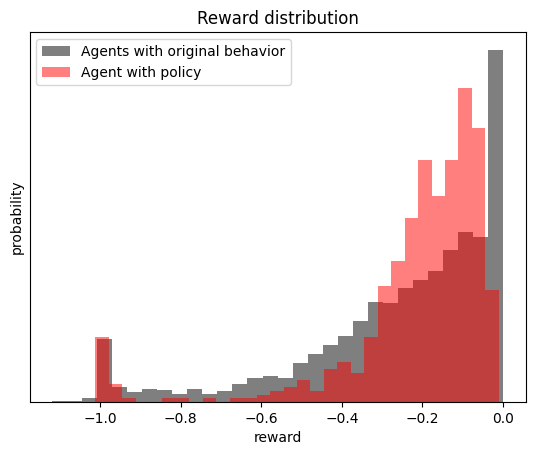 Reward distribution
Agents with original behavior
Agent with policy
probability
−1.0 −0.8 −0.6 −0.4 −0.2 0.0
reward